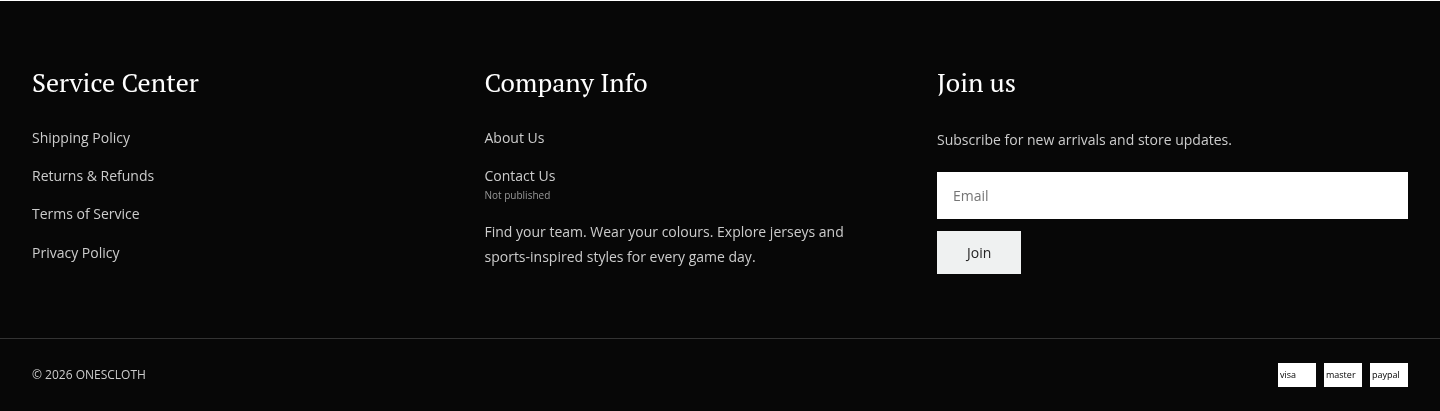 Service Center
Shipping Policy
Returns & Refunds
Terms of Service
Privacy Policy
Company Info
About Us
Contact Us
Not published
Find your team. Wear your colours. Explore jerseys and
sports-inspired styles for every game day.
Join us
Subscribe for new arrivals and store updates.
Email
Join
© 2026 ONESCLOTH
visa
master
paypal